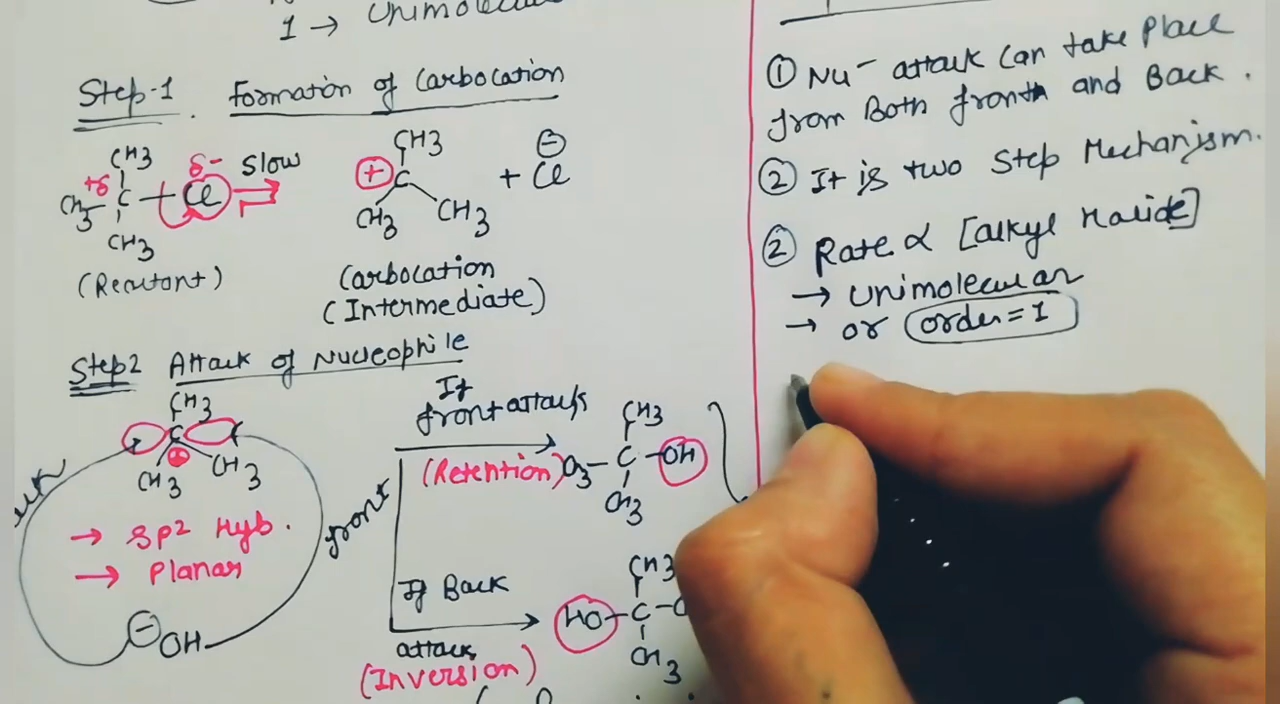 1 → Unimolecul
Step-1. Formation of Carbocation
CH3
+δ δ- Slow
CH3-C-Cl
CH3
(Reactant)
CH3
+ C + Cl ⊖
CH3 CH3
Carbocation
(Intermediate)
Step2 Attack of Nucleophile
CH3
C
⊕
CH3 CH3
→ SP2 Hyb.
→ Planar
⊖OH
front
If
front attacks
(Retention)
CH3
C-OH
CH3
If Back
attack
(Inversion)
CH3
HO-C-C
CH3
① Nu- attack can take Place
from Both front and Back.
② It is two Step Mechanism.
② Rate α [alkyl Halide]
→ unimolecular
→ or order=1